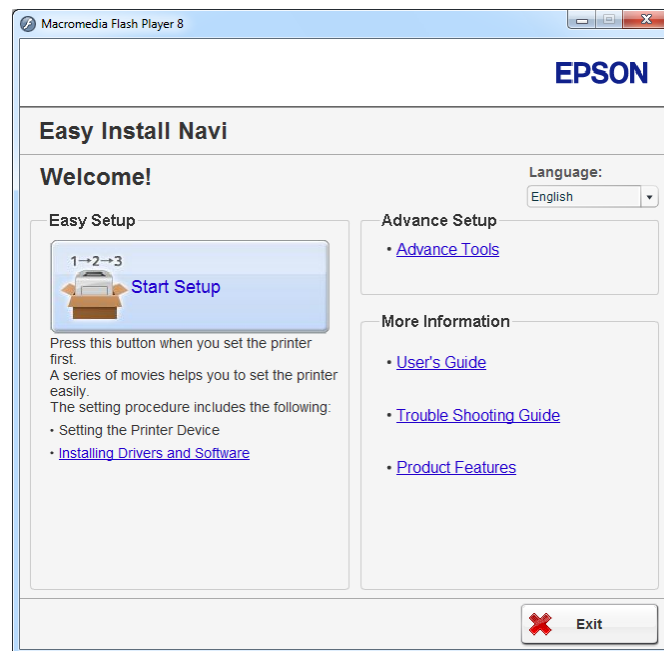 Macromedia Flash Player 8
EPSON
Easy Install Navi
Welcome!
Language:
English
Easy Setup
1→2→3
Start Setup
Press this button when you set the printer
first.
A series of movies helps you to set the printer
easily.
The setting procedure includes the following:
・Setting the Printer Device
・Installing Drivers and Software
Advance Setup
・Advance Tools
More Information
・User's Guide
・Trouble Shooting Guide
・Product Features
Exit